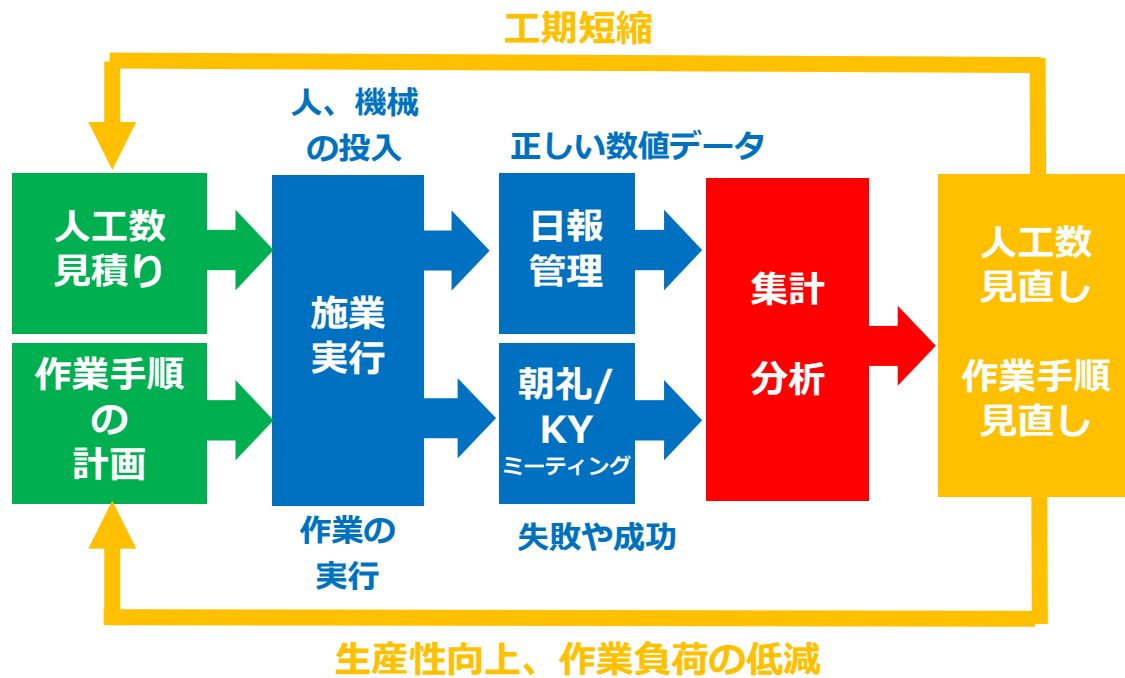 工期短縮
人、機械
の投入
正しい数値データ
人工数
見積り
作業手順
の
計画
施業
実行
日報
管理
朝礼/
KY
ミーティング
集計
分析
人工数
見直し
作業手順
見直し
作業の
実行
失敗や成功
生産性向上、作業負荷の低減